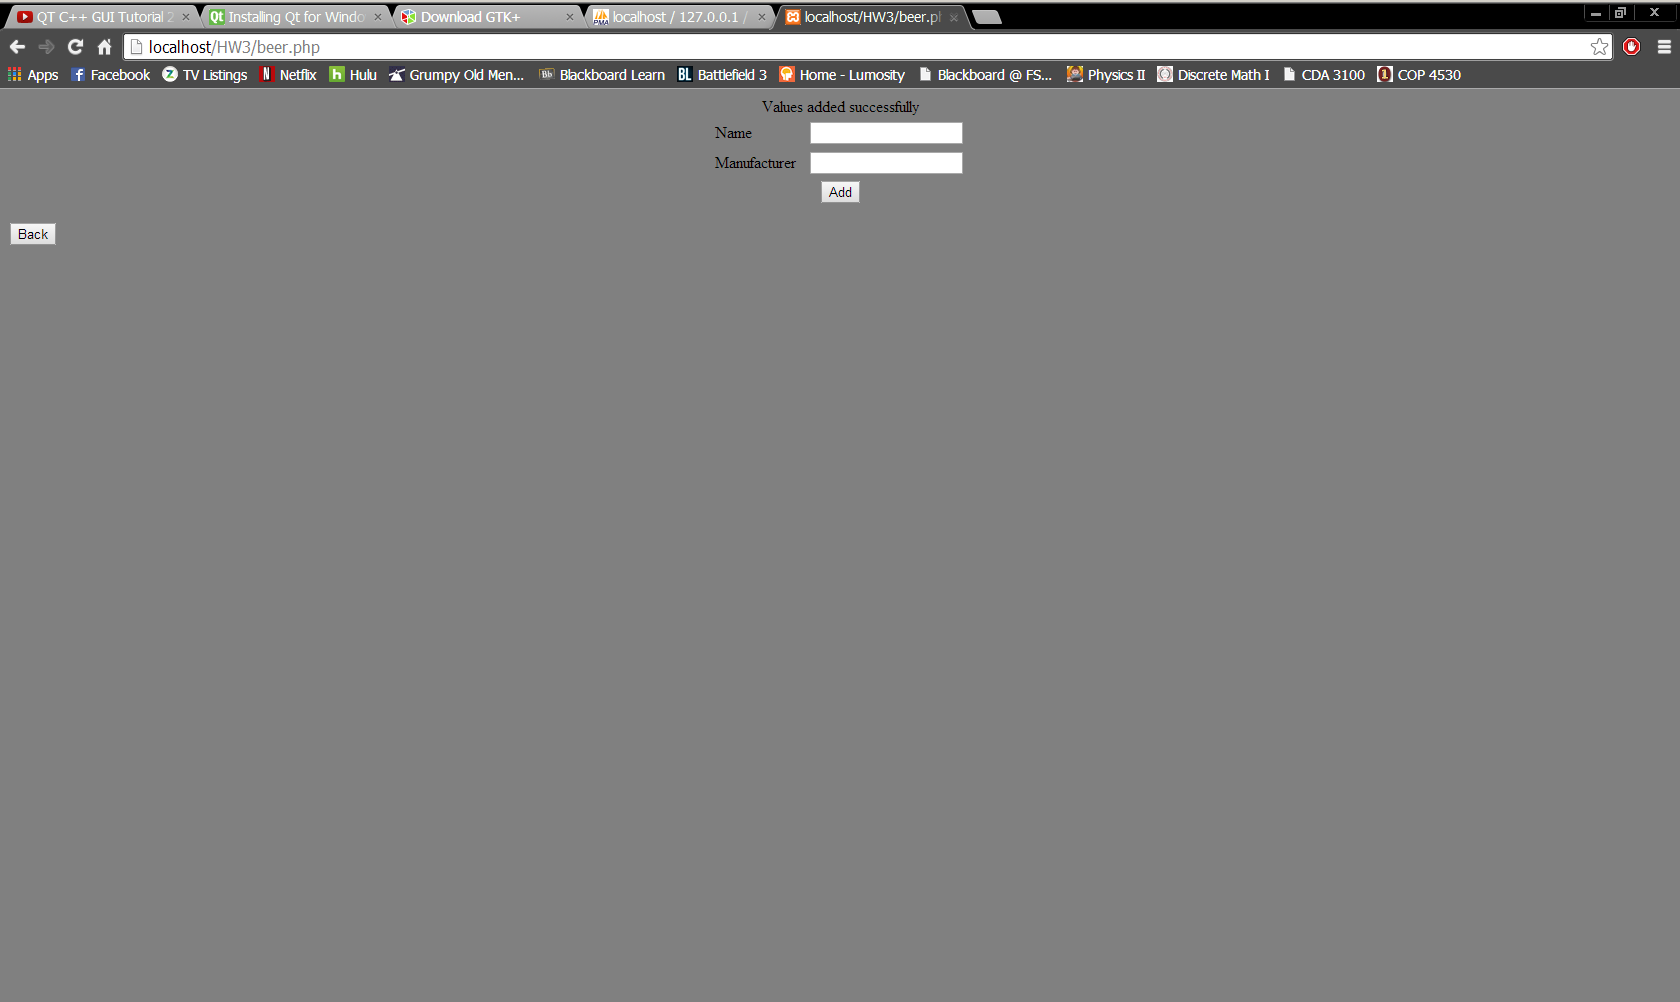 QT C++ GUI Tutorial 2 Installing Qt for Windo Download GTK+ localhost / 127.0.0.1 / localhost/HW3/beer.ph
localhost/HW3/beer.php
Apps Facebook TV Listings Netflix Hulu Grumpy Old Men... Blackboard Learn Battlefield 3 Home - Lumosity Blackboard @ FS... Physics II Discrete Math I CDA 3100 COP 4530
Values added successfully
Name
Manufacturer
Add
Back